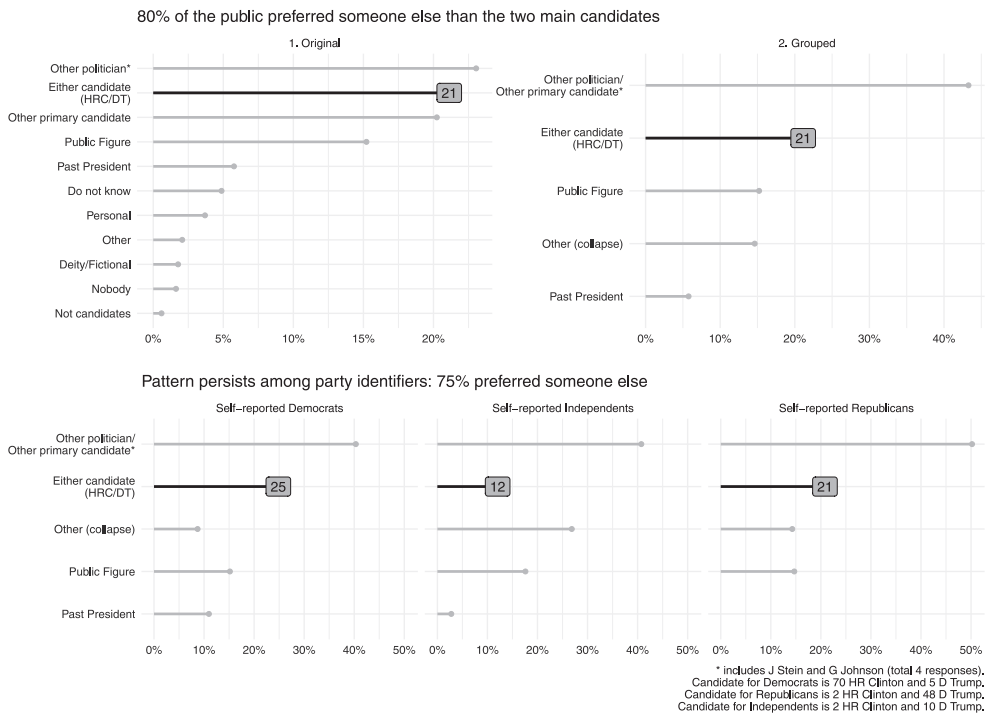 80% of the public preferred someone else than the two main candidates
1. Original
Other politician*
Either candidate
(HRC/DT)
21
Other primary candidate
Public Figure
Past President
Do not know
Personal
Other
Deity/Fictional
Nobody
Not candidates
0% 5% 10% 15% 20%
2. Grouped
Other politician/
Other primary candidate*
Either candidate
(HRC/DT)
21
Public Figure
Other (collapse)
Past President
0% 10% 20% 30% 40%
Pattern persists among party identifiers: 75% preferred someone else
Self-reported Democrats Self-reported Independents Self-reported Republicans
Other politician/
Other primary candidate*
Either candidate
(HRC/DT)
25 12 21
Other (collapse)
Public Figure
Past President
0% 10% 20% 30% 40% 50% 0% 10% 20% 30% 40% 50% 0% 10% 20% 30% 40% 50%
* includes J Stein and G Johnson (total 4 responses).
Candidate for Democrats is 70 HR Clinton and 5 D Trump.
Candidate for Republicans is 2 HR Clinton and 48 D Trump.
Candidate for Independents is 2 HR Clinton and 10 D Trump.